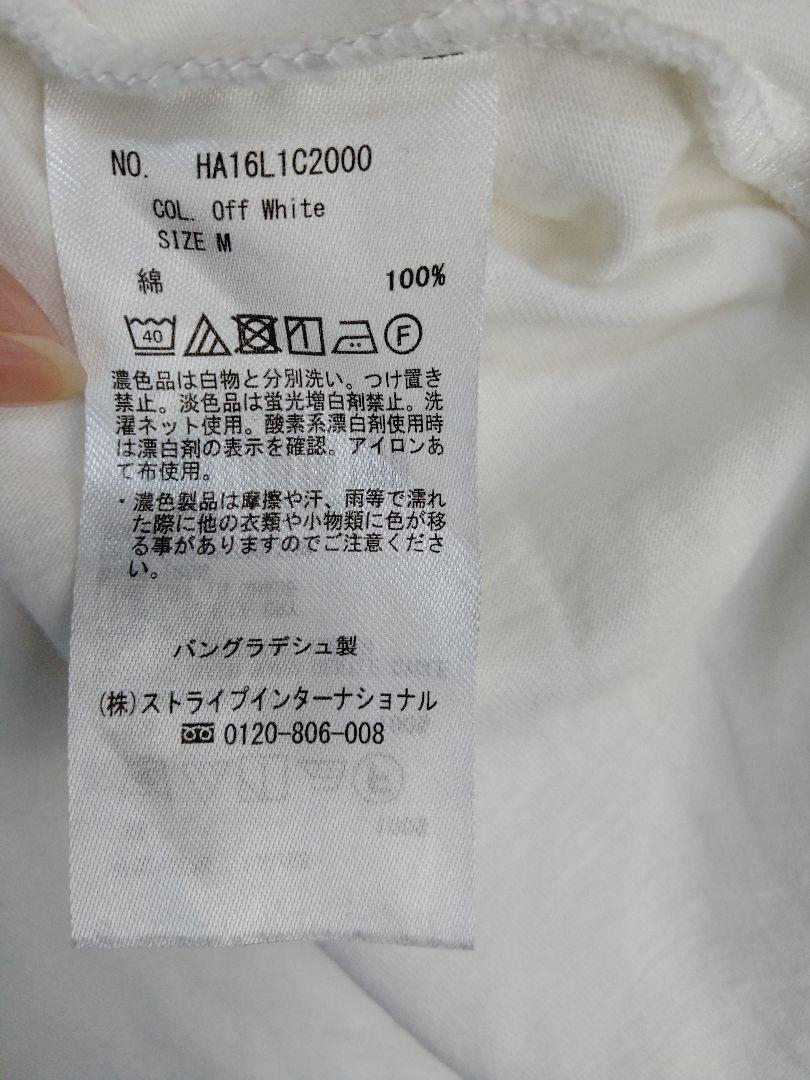 NO. HA16L1C2000
COL. Off White
SIZE M
綿 100%
40 F
濃色品は白物と分別洗い。つけ置き
禁止。淡色品は蛍光増白剤禁止。洗
濯ネット使用。酸素系漂白剤使用時
は漂白剤の表示を確認。アイロンあ
て布使用。
・濃色製品は摩擦や汗、雨等で濡れ
た際に他の衣類や小物類に色が移
る事がありますのでご注意くださ
い。
バングラデシュ製
(株)ストライプインターナショナル
0120-806-008